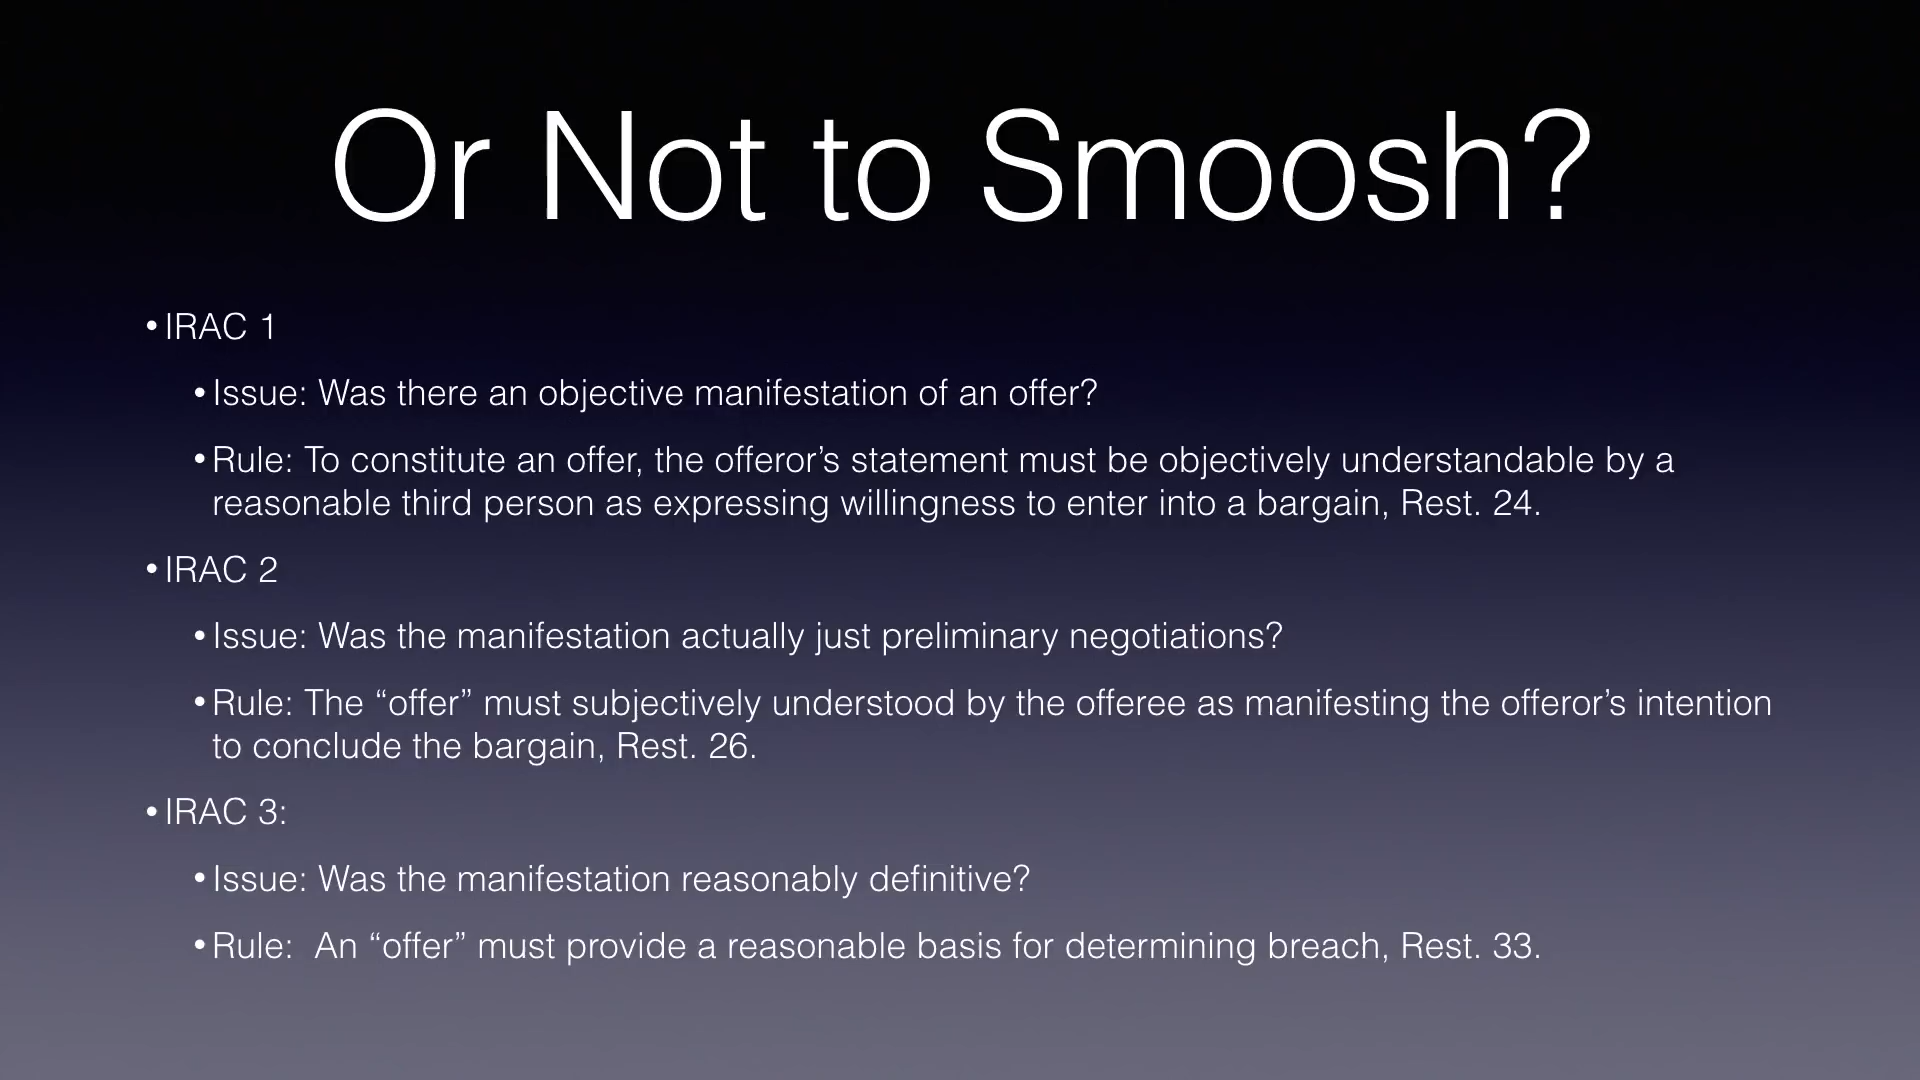 Or Not to Smoosh?
• IRAC 1
• Issue: Was there an objective manifestation of an offer?
• Rule: To constitute an offer, the offeror’s statement must be objectively understandable by a
reasonable third person as expressing willingness to enter into a bargain, Rest. 24.
• IRAC 2
• Issue: Was the manifestation actually just preliminary negotiations?
• Rule: The “offer” must subjectively understood by the offeree as manifesting the offeror’s intention
to conclude the bargain, Rest. 26.
• IRAC 3:
• Issue: Was the manifestation reasonably definitive?
• Rule:  An “offer” must provide a reasonable basis for determining breach, Rest. 33.